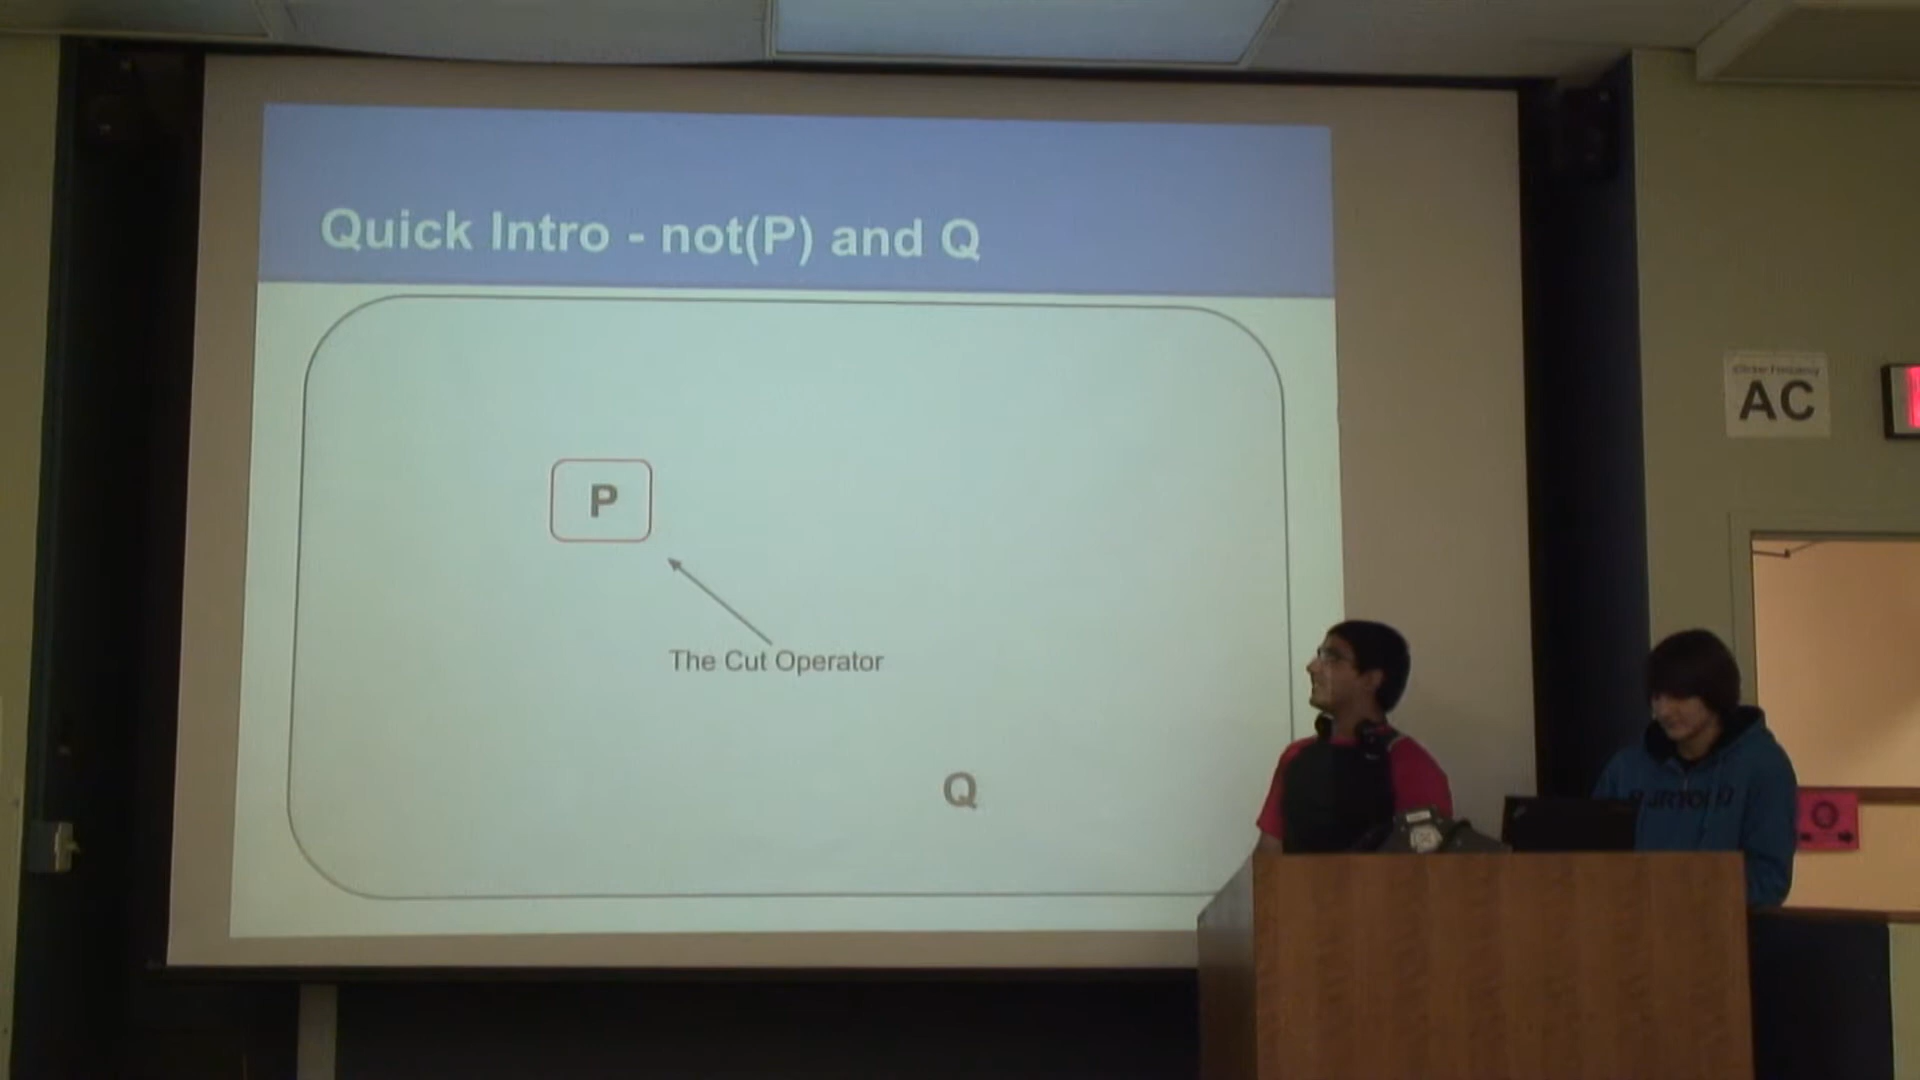 Quick Intro - not(P) and Q
P
The Cut Operator
Q
AC